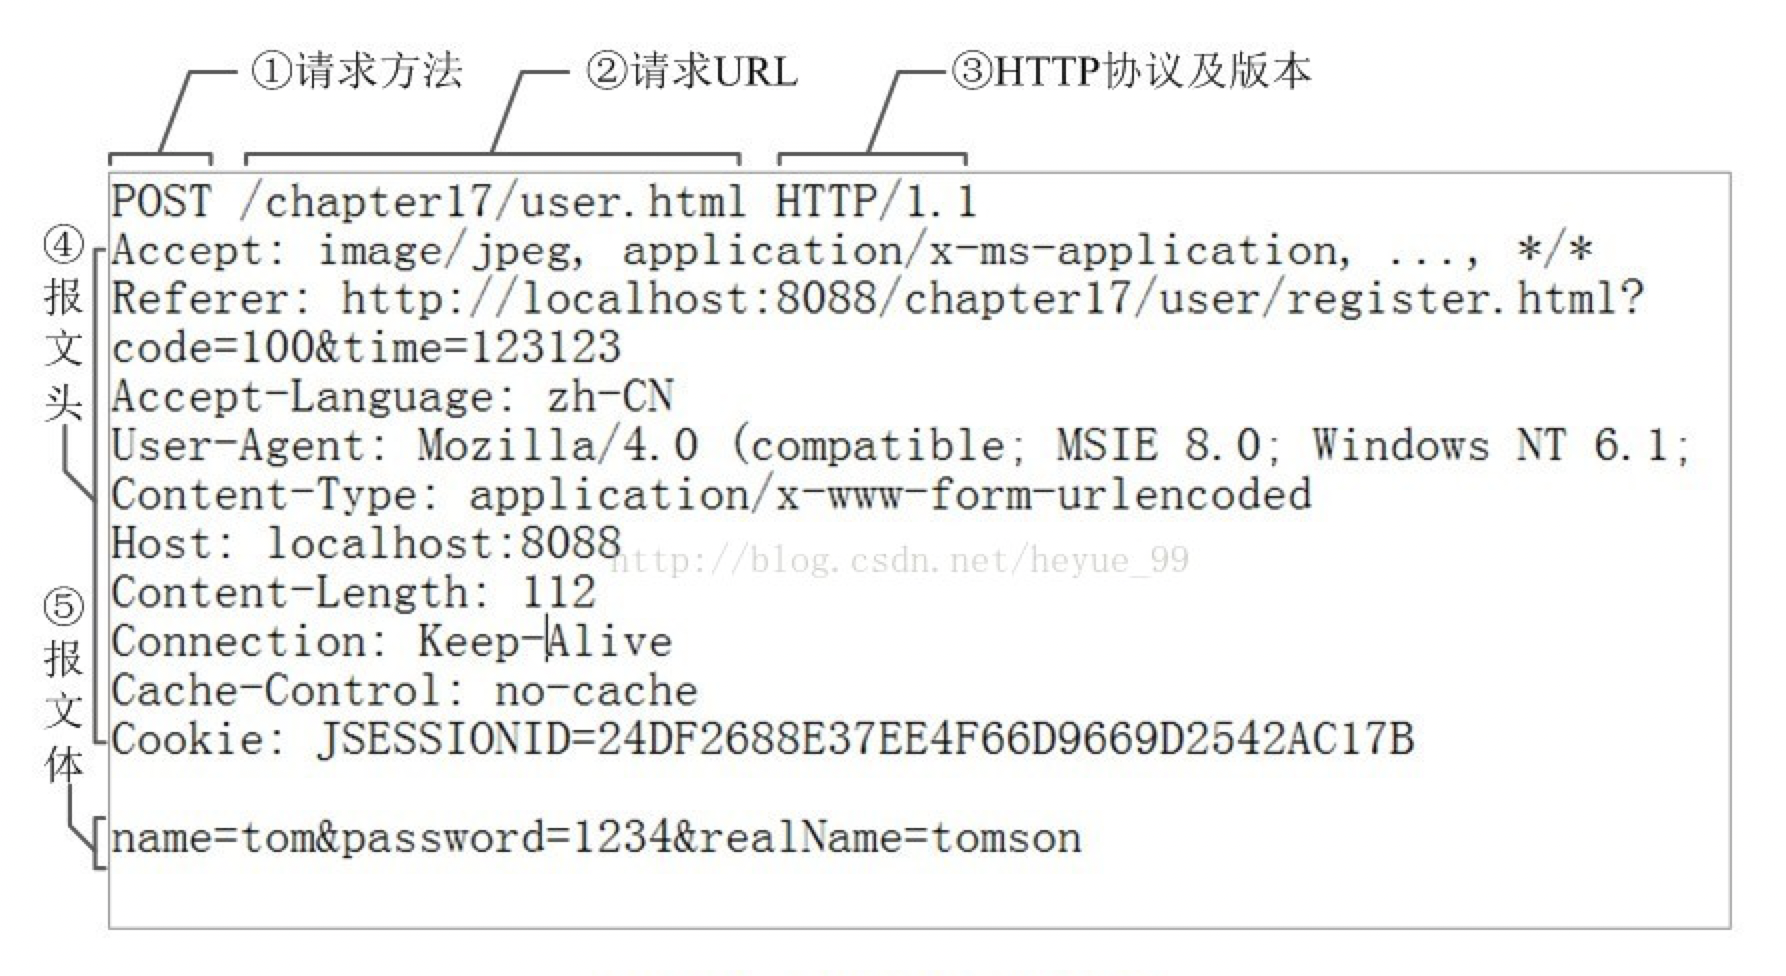 ①请求方法 ②请求URL ③HTTP协议及版本
POST /chapter17/user.html HTTP/1.1
④报文头
Accept: image/jpeg, application/x-ms-application, ..., */*
Referer: http://localhost:8088/chapter17/user/register.html?
code=100&time=123123
Accept-Language: zh-CN
User-Agent: Mozilla/4.0 (compatible; MSIE 8.0; Windows NT 6.1;
Content-Type: application/x-www-form-urlencoded
Host: localhost:8088
http://blog.csdn.net/heyue_99
Content-Length: 112
Connection: Keep-Alive
Cache-Control: no-cache
Cookie: JSESSIONID=24DF2688E37EE4F66D9669D2542AC17B
⑤报文体
name=tom&password=1234&realName=tomson